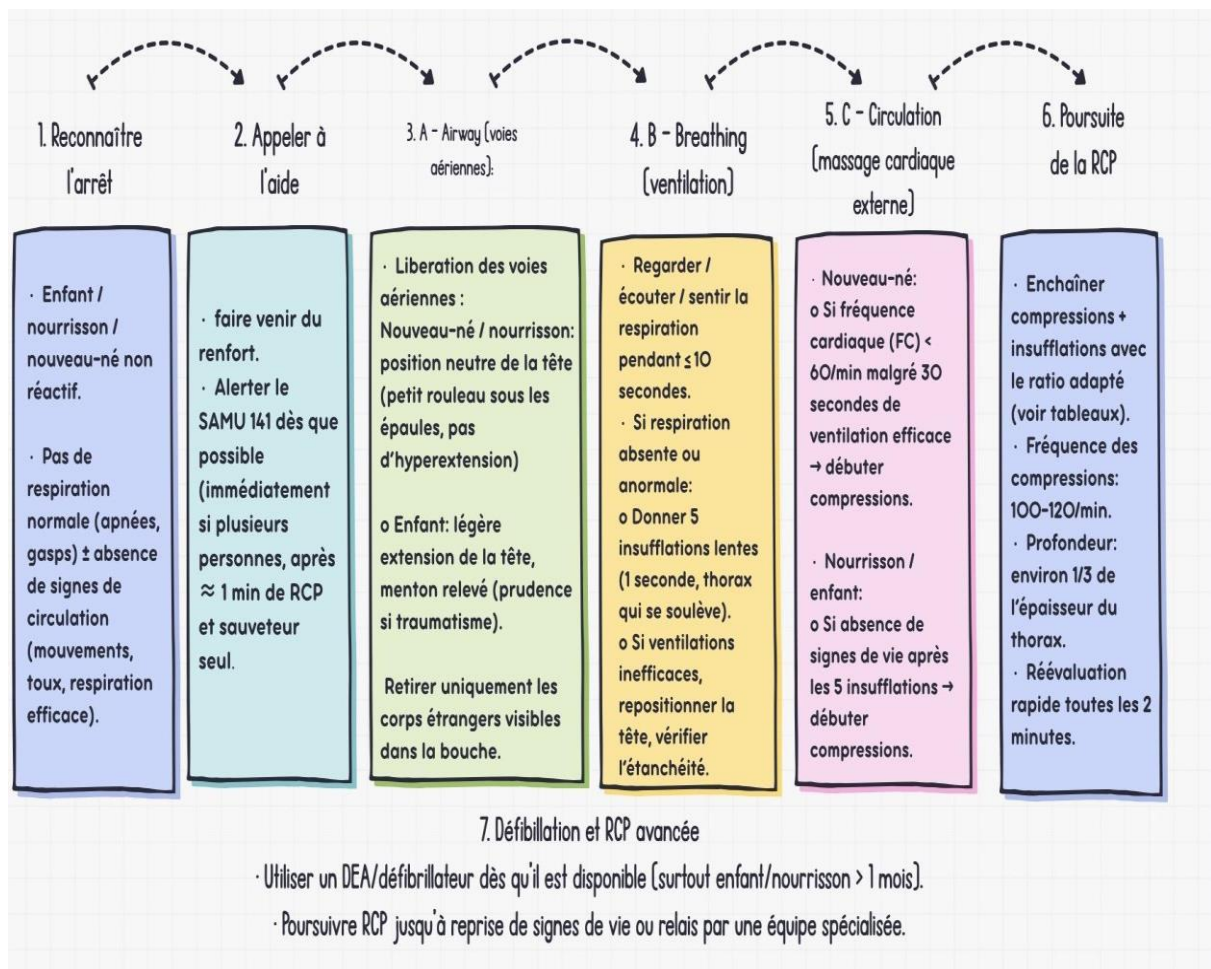 1. Reconnaître
l'arrêt
2. Appeler à
l'aide
3. A - Airway (voies
aériennes):
4. B - Breathing
(ventilation)
5. C - Circulation
(massage cardiaque
externe)
6. Poursuite
de la RCP
· Enfant /
nourrisson /
nouveau-né non
réactif.
· Pas de
respiration
normale (apnées,
gasps) ± absence
de signes de
circulation
(mouvements,
toux, respiration
efficace).
· faire venir du
renfort.
· Alerter le
SAMU 141 dès que
possible
(immédiatement
si plusieurs
personnes, après
≈ 1 min de RCP
et sauveteur
seul.
· Liberation des voies
aériennes :
Nouveau-né / nourrisson:
position neutre de la tête
(petit rouleau sous les
épaules, pas
d'hyperextension)
o Enfant: légère
extension de la tête,
menton relevé (prudence
si traumatisme).
Retirer uniquement les
corps étrangers visibles
dans la bouche.
· Regarder /
écouter / sentir la
respiration
pendant ≤ 10
secondes.
· Si respiration
absente ou
anormale:
o Donner 5
insufflations lentes
(1 seconde, thorax
qui se soulève).
o Si ventilations
inefficaces,
repositionner la
tête, vérifier
l'étanchéité.
· Nouveau-né:
o Si fréquence
cardiaque (FC) <
60/min malgré 30
secondes de
ventilation efficace
→ débuter
compressions.
· Nourrisson /
enfant:
o Si absence de
signes de vie après
les 5 insufflations →
débuter
compressions.
· Enchaîner
compressions +
insufflations avec
le ratio adapté
(voir tableaux).
· Fréquence des
compressions:
100-120/min.
· Profondeur:
environ 1/3 de
l'épaisseur du
thorax.
· Réévaluation
rapide toutes les 2
minutes.
7. Défibillation et RCP avancée
· Utiliser un DEA/défibrillateur dès qu'il est disponible (surtout enfant/nourrisson > 1 mois).
· Poursuivre RCP jusqu'à reprise de signes de vie ou relais par une équipe spécialisée.